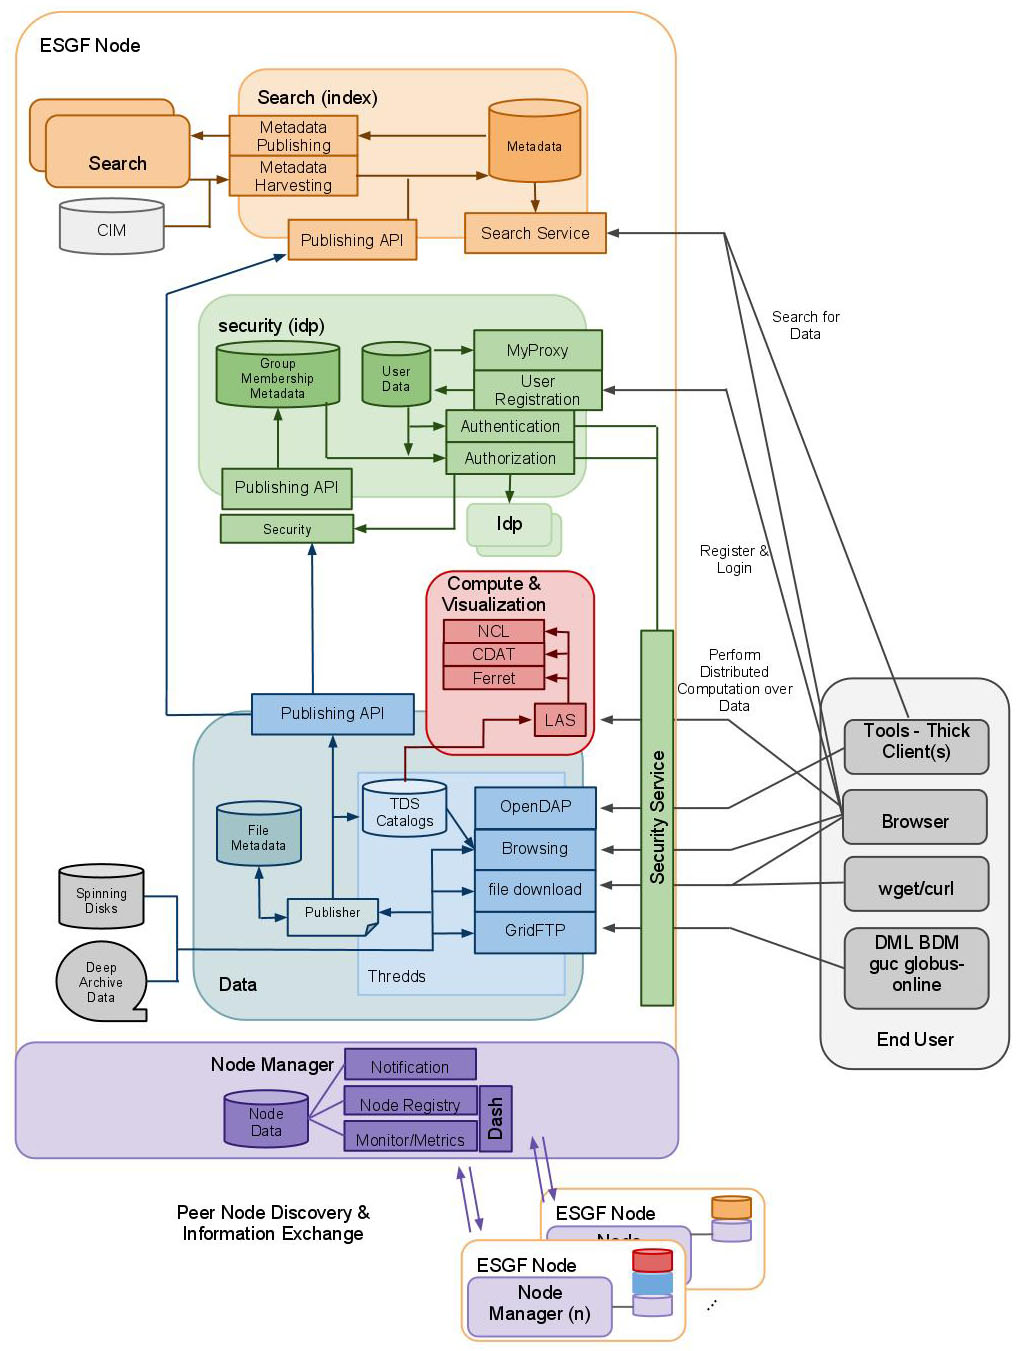 ESGF Node
Search (index)
Metadata
Publishing
Metadata
Harvesting
Metadata
Search
CIM
Publishing API
Search Service
Search for
Data
security (idp)
Group
Membership
Metadata
User
Data
MyProxy
User
Registration
Authentication
Authorization
Publishing API
Security
Idp
Register &
Login
Compute &
Visualization
NCL
CDAT
Ferret
LAS
Perform
Distributed
Computation over
Data
Publishing API
Security Service
TDS
Catalogs
File
Metadata
OpenDAP
Browsing
file download
GridFTP
Publisher
Thredds
Data
Spinning
Disks
Deep
Archive
Data
Tools - Thick
Client(s)
Browser
wget/curl
DML BDM
guc globus-
online
End User
Node Manager
Notification
Node Registry
Monitor/Metrics
Dash
Node
Data
Peer Node Discovery &
Information Exchange
ESGF Node
Node
ESGF Node
Node
Manager (n)
...